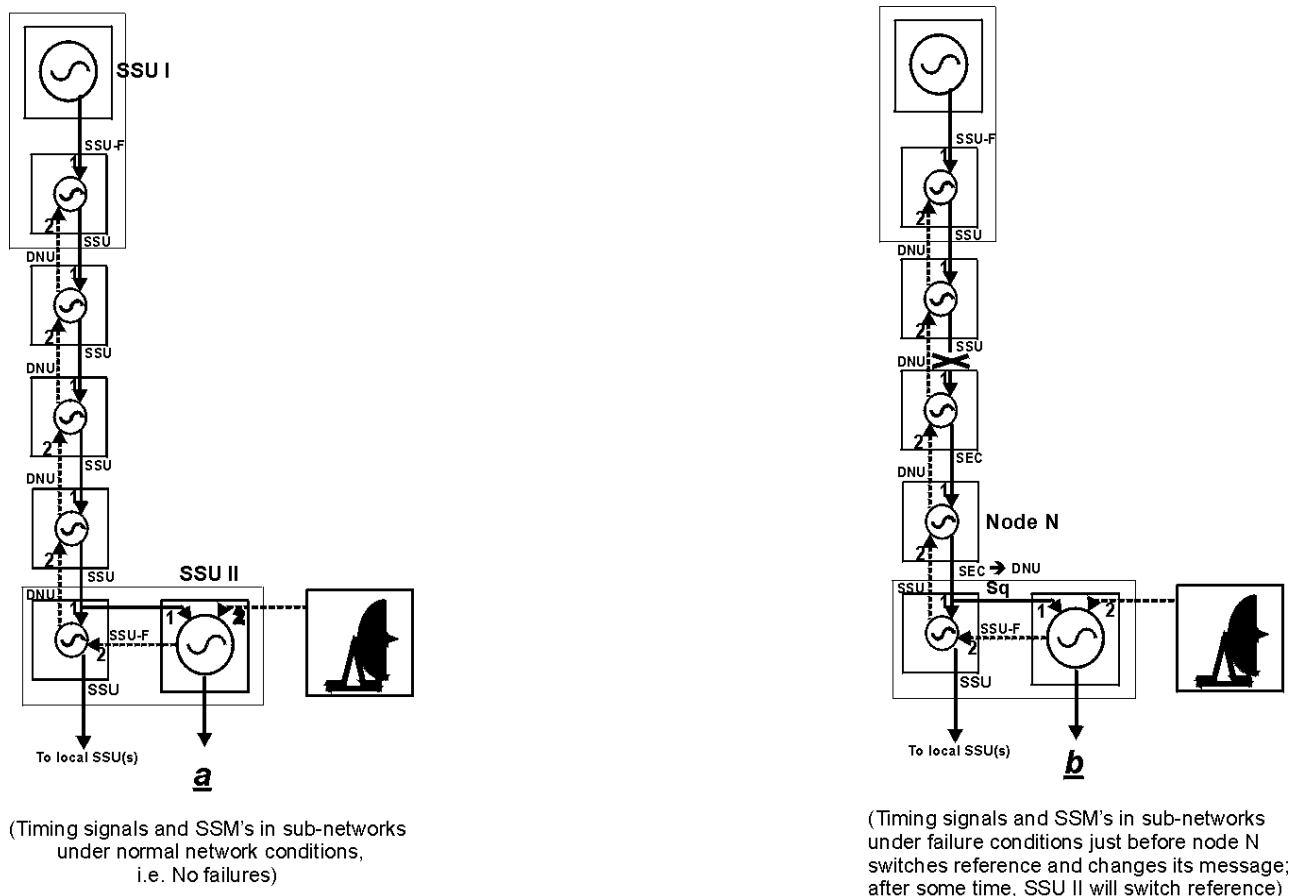 SSU I
SSU-F
1
2
SSU
DNU
1
2
SSU
DNU
1
2
SSU
DNU
1
2
SSU
DNU
SSU II
1
1
2
SSU-F
2
SSU
To local SSU(s)
a
(Timing signals and SSM's in sub-networks
under normal network conditions,
i.e. No failures)
SSU-F
1
2
SSU
DNU
1
2
SSU
DNU
1
2
SEC
DNU
1
Node N
2
SEC → DNU
SSU
Sq
1
1
2
SSU-F
2
SSU
To local SSU(s)
b
(Timing signals and SSM's in sub-networks
under failure conditions just before node N
switches reference and changes its message;
after some time, SSU II will switch reference)